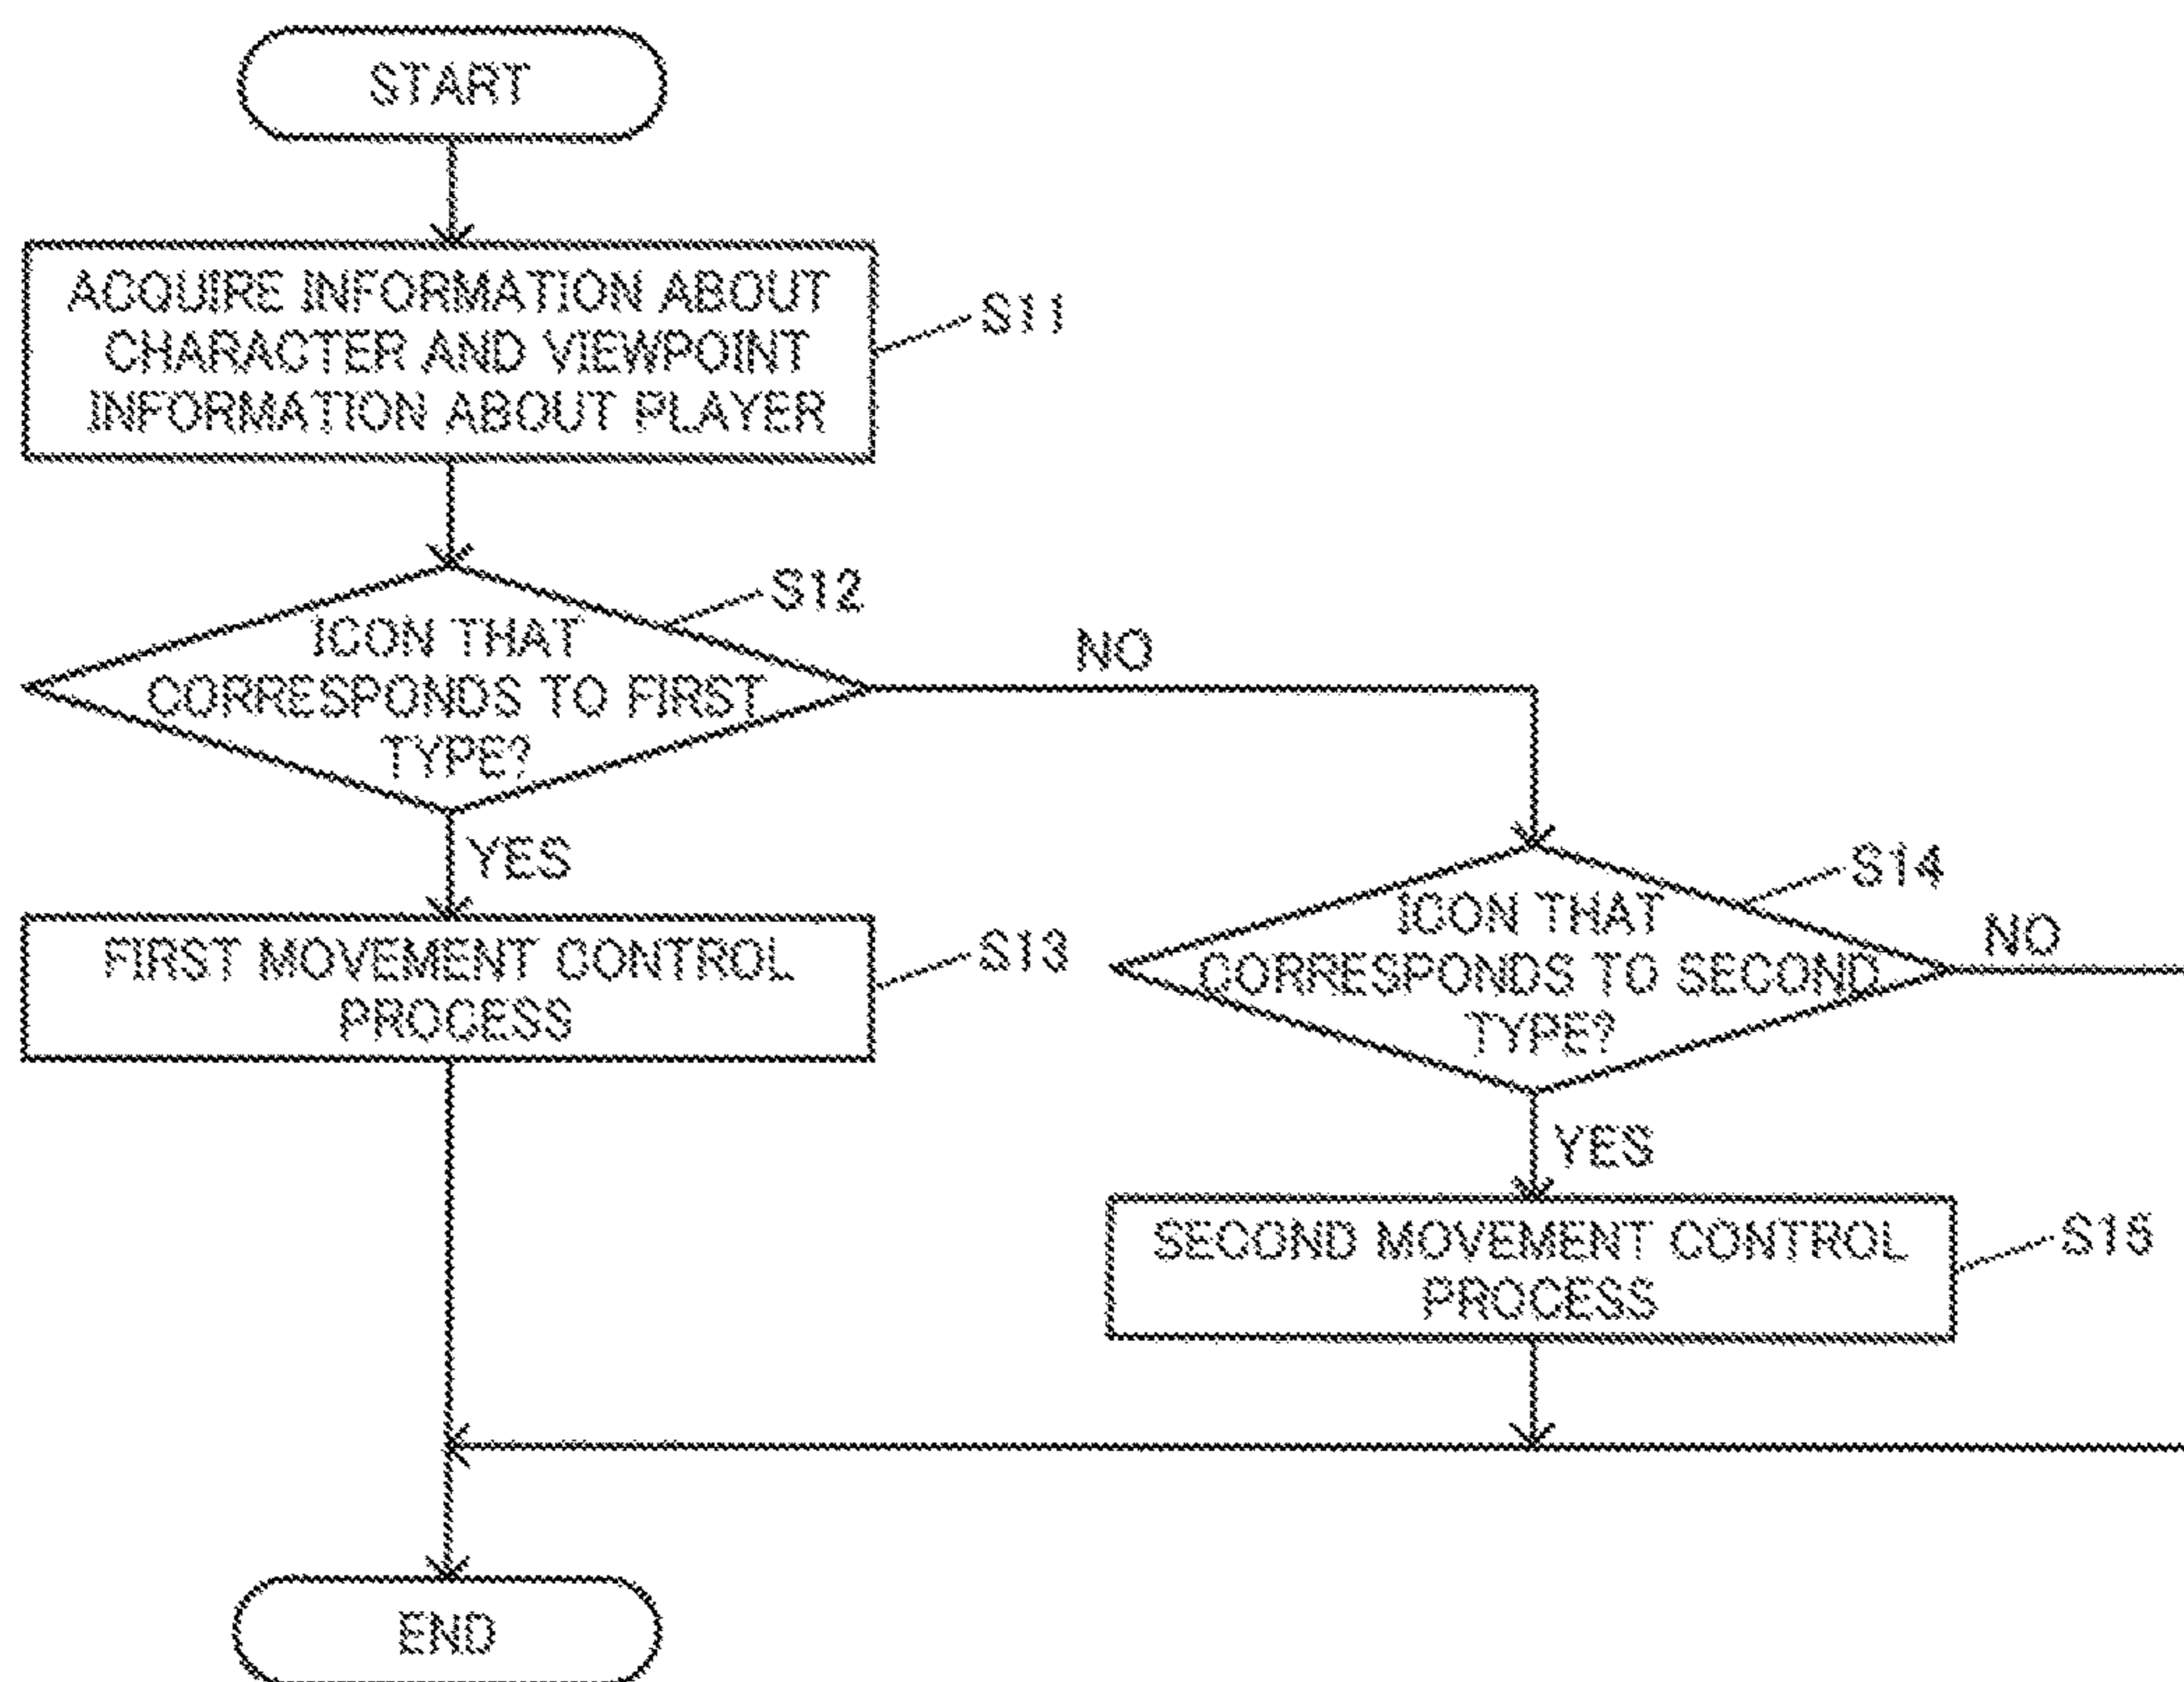 START
ACQUIRE INFORMATION ABOUT
CHARACTER AND VIEWPOINT
INFORMATION ABOUT PLAYER
S11
S12
ICON THAT
CORRESPONDS TO FIRST
TYPE?
NO
YES
FIRST MOVEMENT CONTROL
PROCESS
S13
S14
ICON THAT
CORRESPONDS TO SECOND
TYPE?
NO
YES
SECOND MOVEMENT CONTROL
PROCESS
S15
END